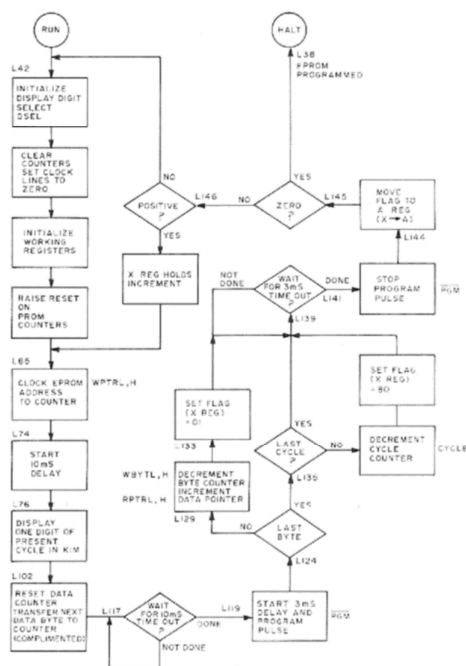 RUN
HALT
L42
L38
EPROM
PROGRAMMED
INITIALIZE
DISPLAY DIGIT
SELECT
DSEL
CLEAR
COUNTERS
SET CLOCK
LINES TO
ZERO
NO
YES
MOVE
FLAG TO
A REG
(X→A)
POSITIVE
?
L146
NO
ZERO
?
L145
YES
L144
INITIALIZE
WORKING
REGISTERS
X REG HOLDS
INCREMENT
NOT
DONE
WAIT
FOR 3mS
TIME OUT
?
DONE
L141
STOP
PROGRAM
PULSE
PGM
L139
RAISE RESET
ON
PROM
COUNTERS
L65
CLOCK EPROM
ADDRESS
TO COUNTER
WPTRL,H
SET FLAG
(X REG)
=01
SET FLAG
(X REG)
=80
L133
YES
L74
START
10mS
DELAY
LAST
CYCLE
?
NO
DECREMENT
CYCLE
COUNTER
CYCLE
L135
WBYTL,H
RPTRL,H
DECREMENT
BYTE COUNTER
INCREMENT
DATA POINTER
L76
DISPLAY
ONE DIGIT OF
PRESENT
CYCLE IN KIM
L129
NO
YES
LAST
BYTE
L124
L102
RESET DATA
COUNTER
TRANSFER NEXT
DATA BYTE TO
COUNTER
(COMPLIMENTED)
L117
WAIT
FOR 10mS
TIME OUT
?
L119
DONE
START 3mS
DELAY AND
PROGRAM
PULSE
PGM
NOT DONE